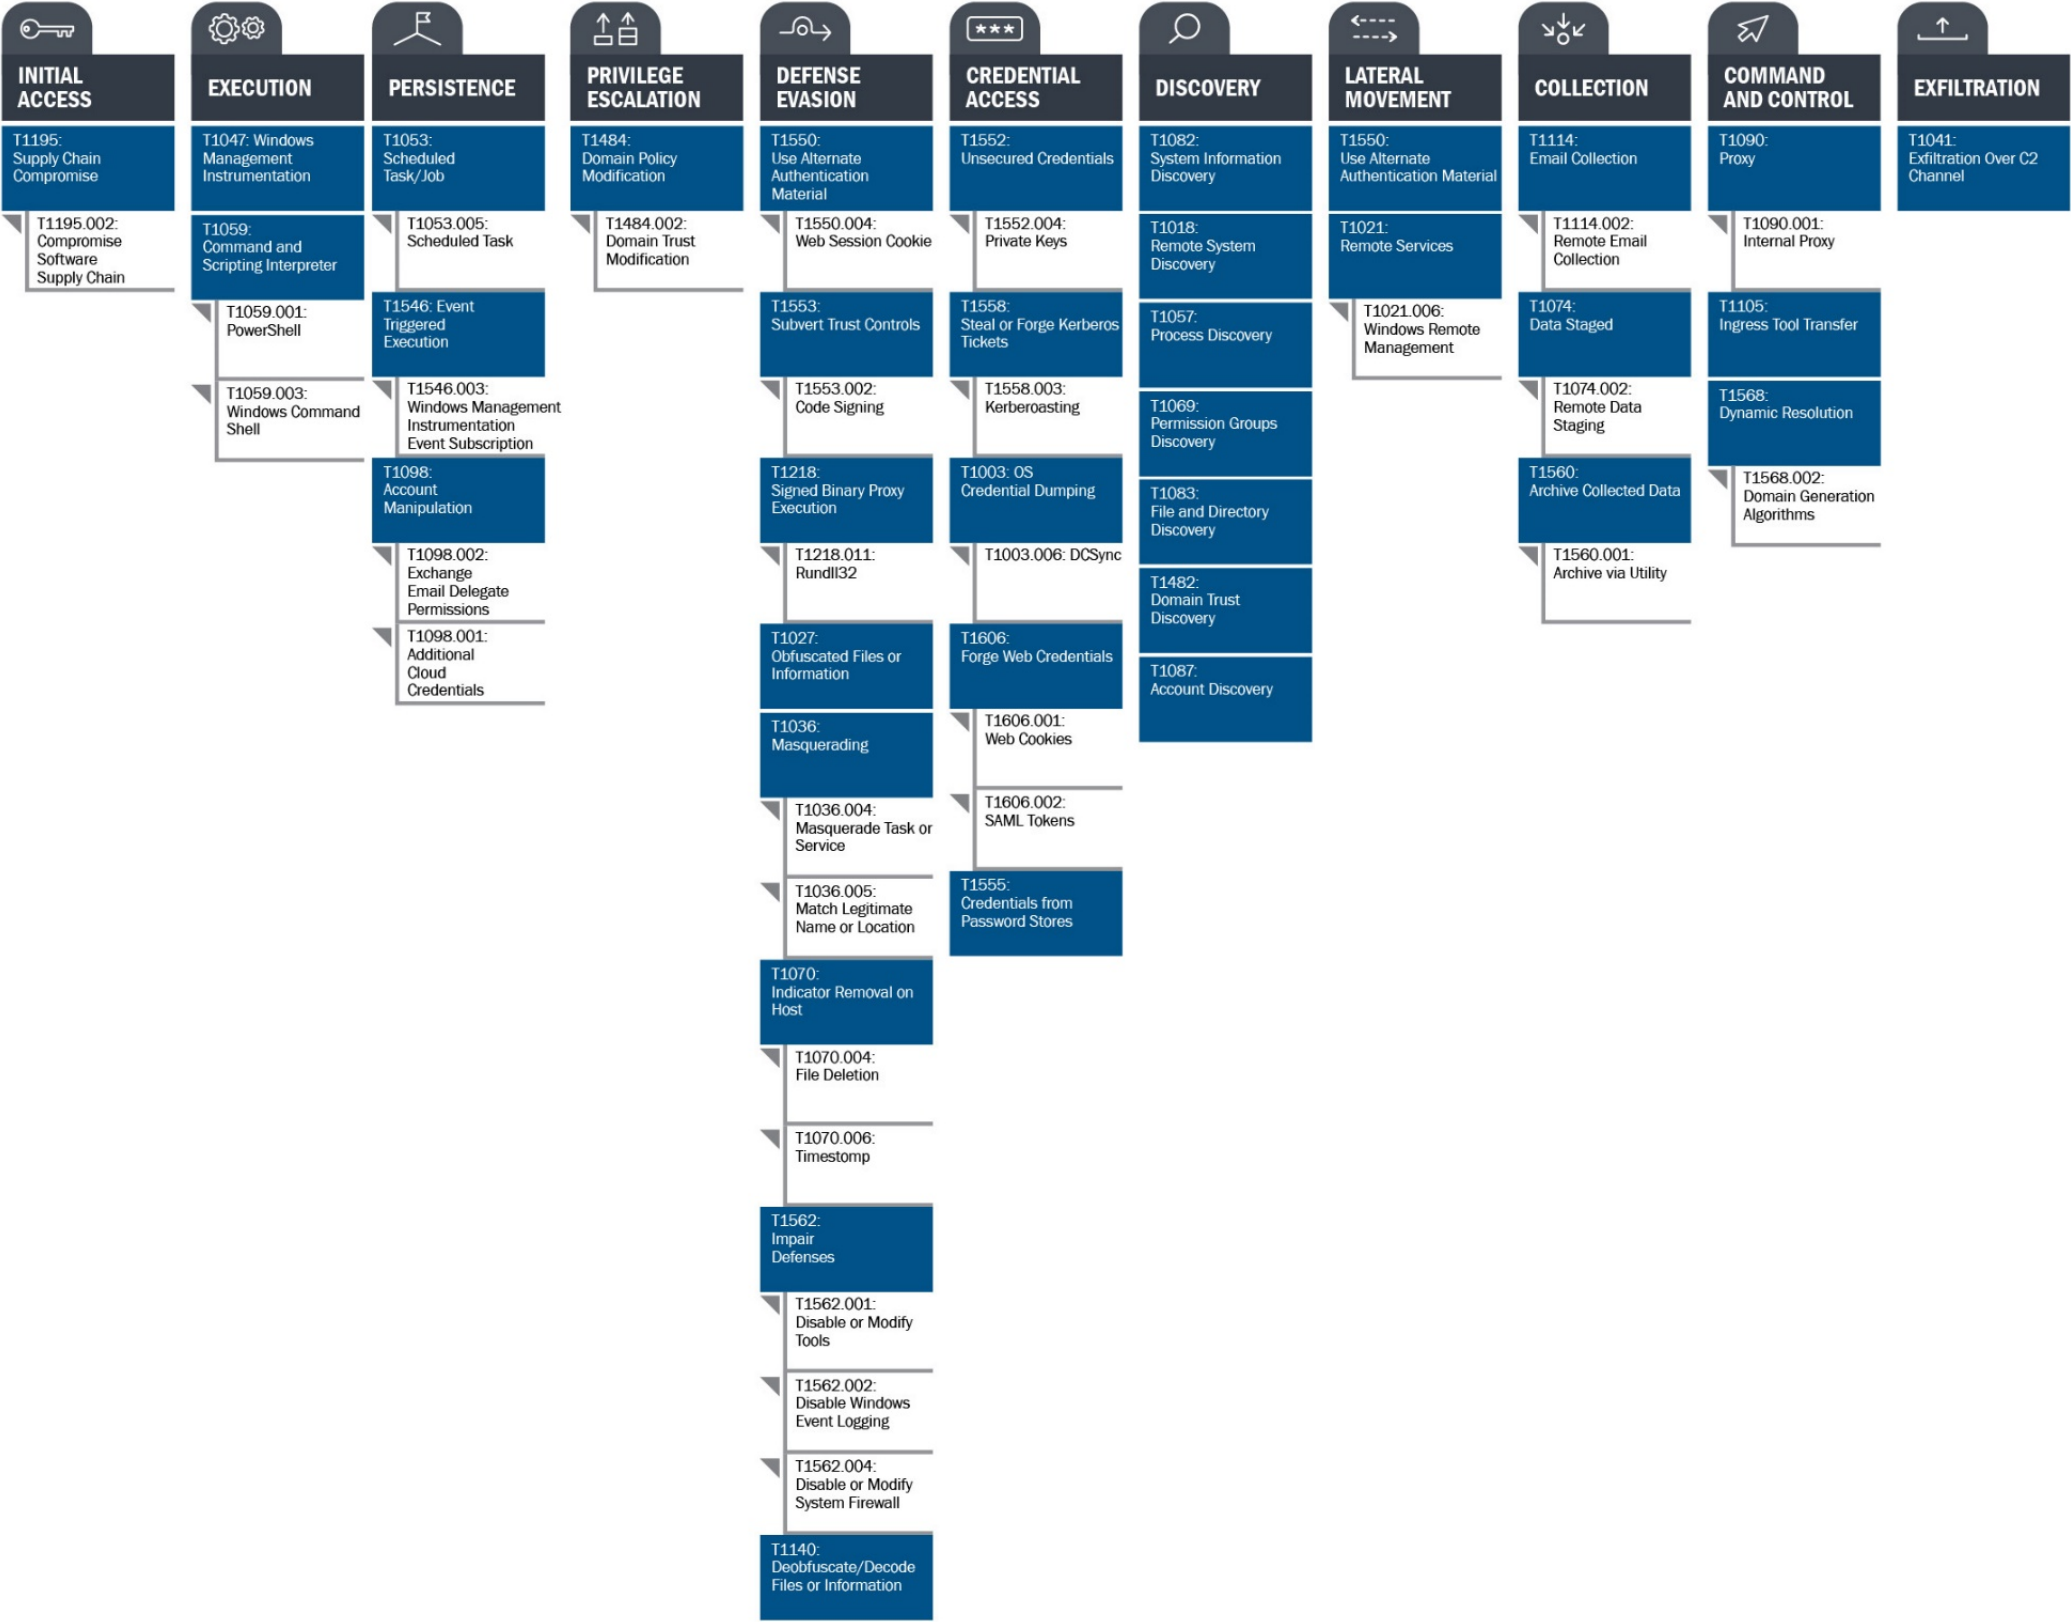 ***
INITIAL
ACCESS
T1195:
Supply Chain
Compromise
T1195.002:
Compromise
Software
Supply Chain
EXECUTION
T1047: Windows
Management
Instrumentation
T1059:
Command and
Scripting Interpreter
T1059.001:
PowerShell
T1059.003:
Windows Command
Shell
PERSISTENCE
T1053:
Scheduled
Task/Job
T1053.005:
Scheduled Task
T1546: Event
Triggered
Execution
T1546.003:
Windows Management
Instrumentation
Event Subscription
T1098:
Account
Manipulation
T1098.002:
Exchange
Email Delegate
Permissions
T1098.001:
Additional
Cloud
Credentials
PRIVILEGE
ESCALATION
T1484:
Domain Policy
Modification
T1484.002:
Domain Trust
Modification
DEFENSE
EVASION
T1550:
Use Alternate
Authentication
Material
T1550.004:
Web Session Cookie
T1553:
Subvert Trust Controls
T1553.002:
Code Signing
T1218:
Signed Binary Proxy
Execution
T1218.011:
Rundll32
T1027:
Obfuscated Files or
Information
T1036:
Masquerading
T1036.004:
Masquerade Task or
Service
T1036.005:
Match Legitimate
Name or Location
T1070:
Indicator Removal on
Host
T1070.004:
File Deletion
T1070.006:
Timestomp
T1562:
Impair
Defenses
T1562.001:
Disable or Modify
Tools
T1562.002:
Disable Windows
Event Logging
T1562.004:
Disable or Modify
System Firewall
T1140:
Deobfuscate/Decode
Files or Information
CREDENTIAL
ACCESS
T1552:
Unsecured Credentials
T1552.004:
Private Keys
T1558:
Steal or Forge Kerberos
Tickets
T1558.003:
Kerberoasting
T1003: OS
Credential Dumping
T1003.006: DCSync
T1606:
Forge Web Credentials
T1606.001:
Web Cookies
T1606.002:
SAML Tokens
T1555:
Credentials from
Password Stores
DISCOVERY
T1082:
System Information
Discovery
T1018:
Remote System
Discovery
T1057:
Process Discovery
T1069:
Permission Groups
Discovery
T1083:
File and Directory
Discovery
T1482:
Domain Trust
Discovery
T1087:
Account Discovery
LATERAL
MOVEMENT
T1550:
Use Alternate
Authentication Material
T1021:
Remote Services
T1021.006:
Windows Remote
Management
COLLECTION
T1114:
Email Collection
T1114.002:
Remote Email
Collection
T1074:
Data Staged
T1074.002:
Remote Data
Staging
T1560:
Archive Collected Data
T1560.001:
Archive via Utility
COMMAND
AND CONTROL
T1090:
Proxy
T1090.001:
Internal Proxy
T1105:
Ingress Tool Transfer
T1568:
Dynamic Resolution
T1568.002:
Domain Generation
Algorithms
EXFILTRATION
T1041:
Exfiltration Over C2
Channel